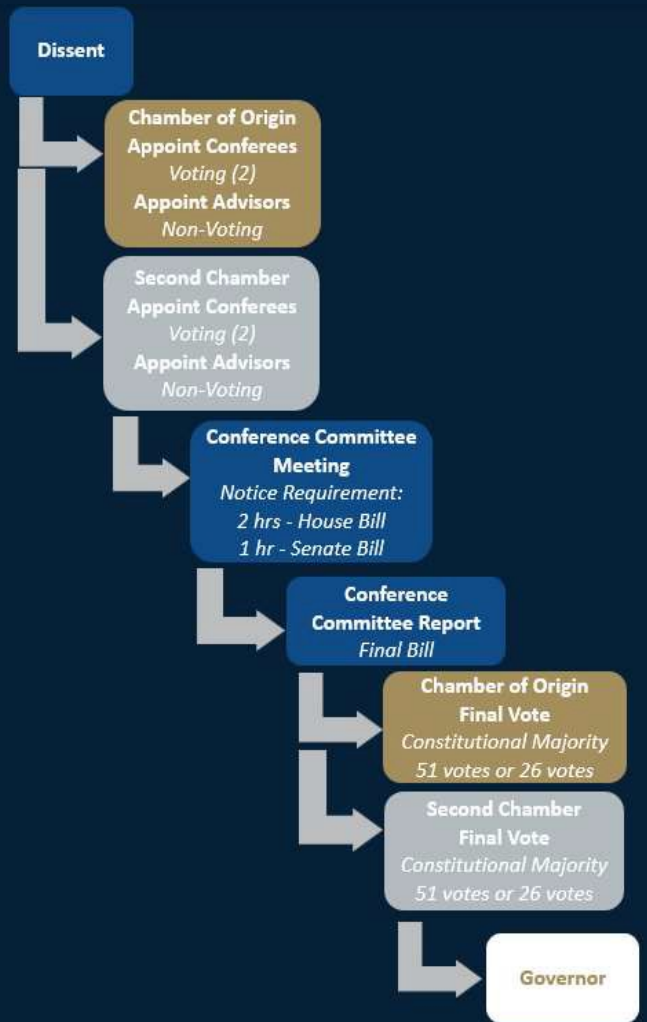 Dissent
Chamber of Origin
Appoint Conferees
Voting (2)
Appoint Advisors
Non-Voting
Second Chamber
Appoint Conferees
Voting (2)
Appoint Advisors
Non-Voting
Conference Committee
Meeting
Notice Requirement:
2 hrs - House Bill
1 hr - Senate Bill
Conference
Committee Report
Final Bill
Chamber of Origin
Final Vote
Constitutional Majority
51 votes or 26 votes
Second Chamber
Final Vote
Constitutional Majority
51 votes or 26 votes
Governor